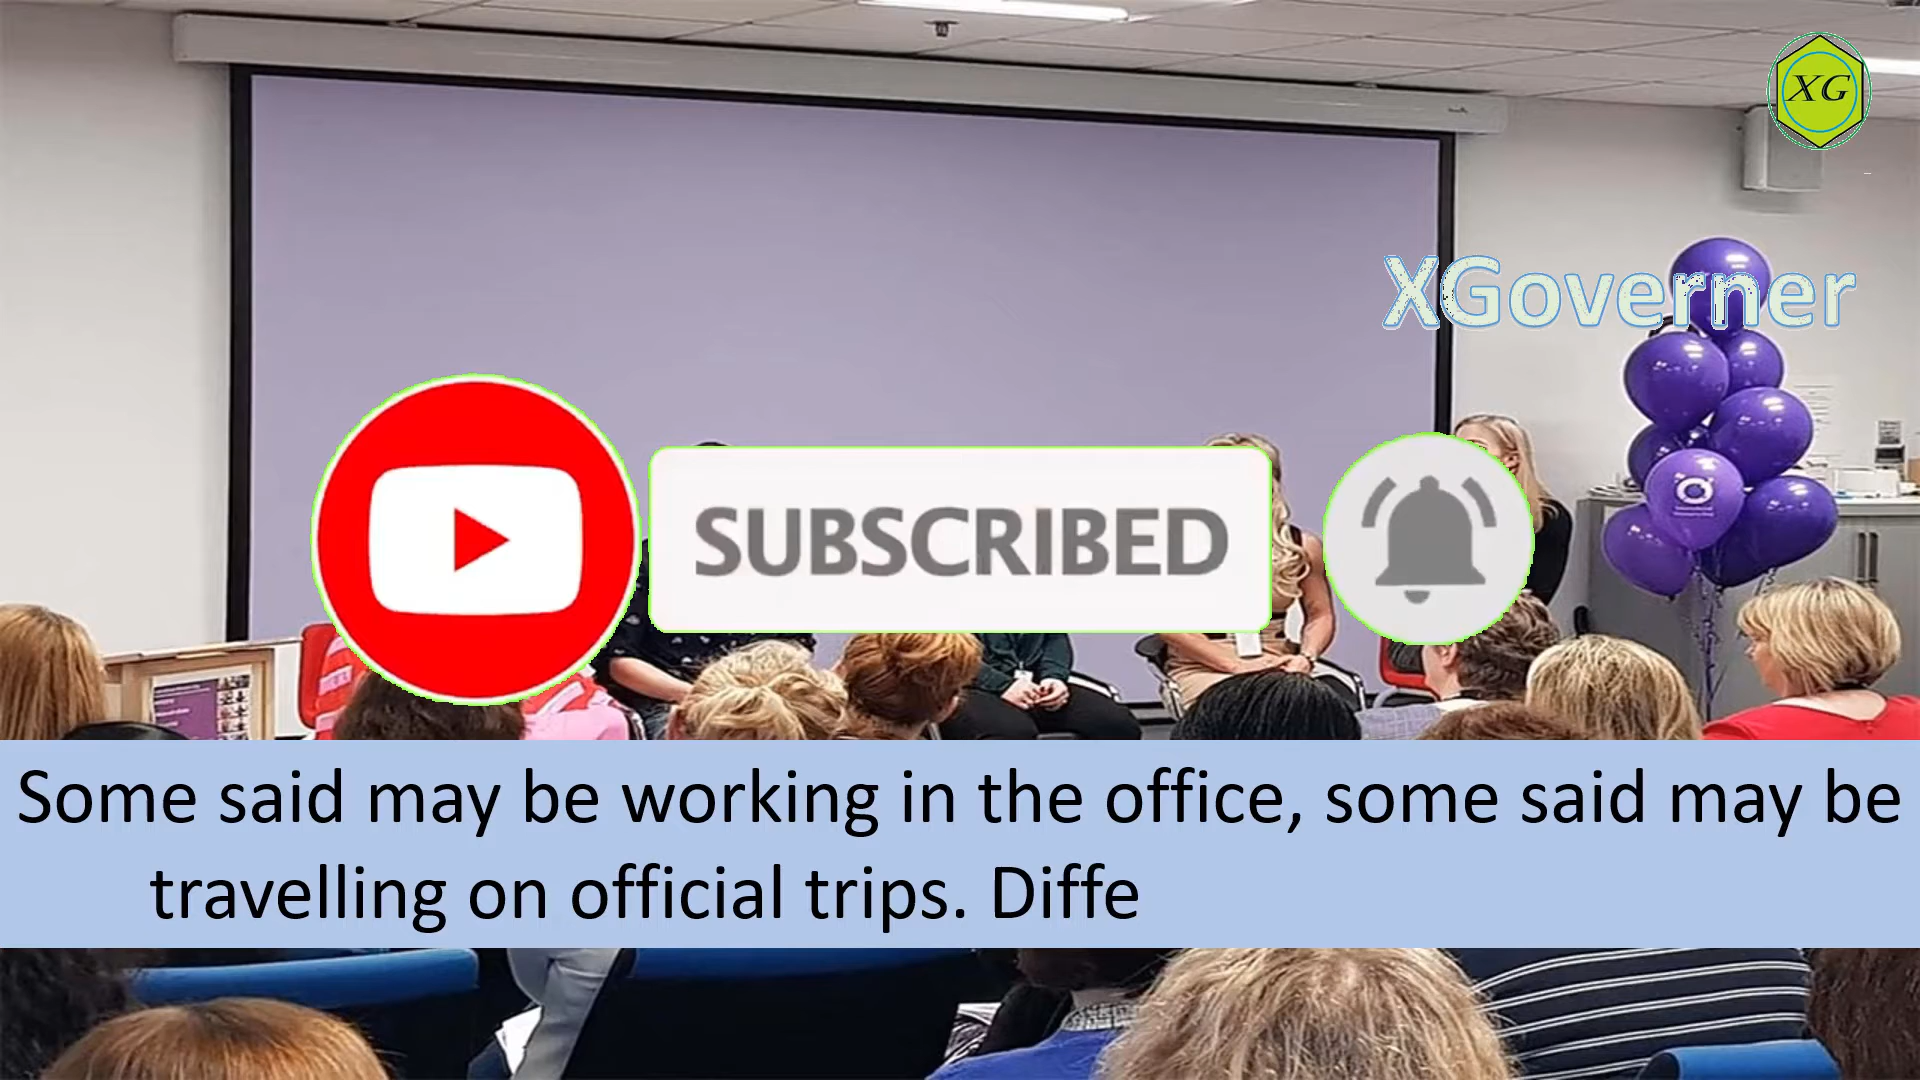 XG
XGoverner
SUBSCRIBED
Some said may be working in the office, some said may be
travelling on official trips. Diffe